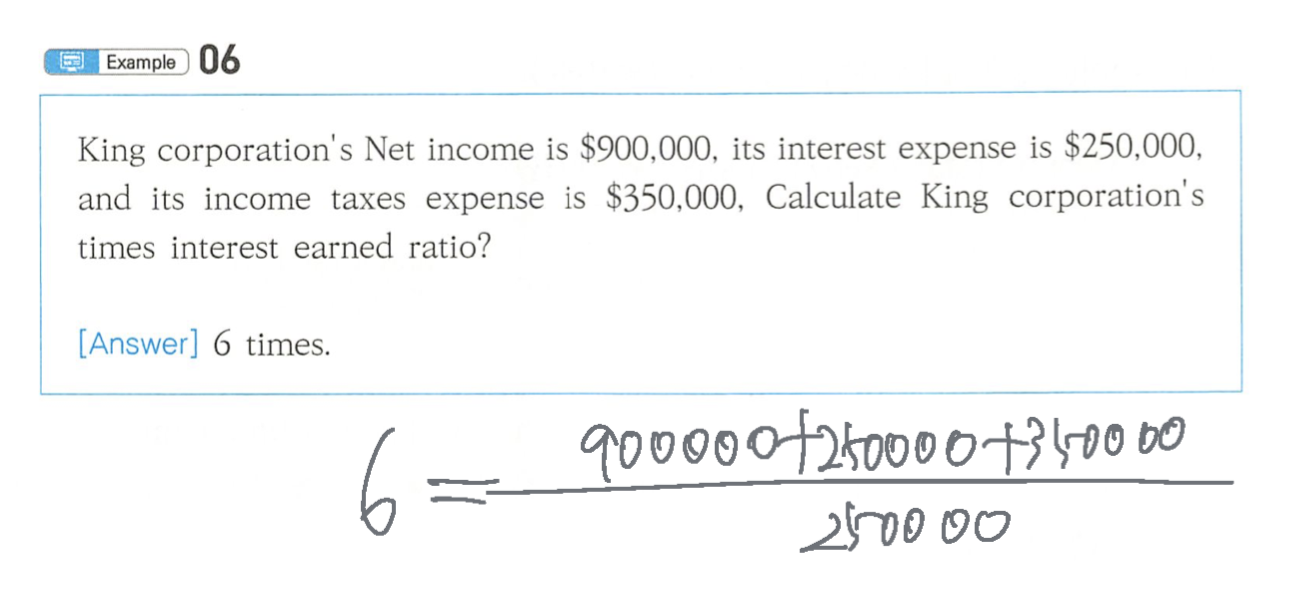 Example 06
King corporation's Net income is $900,000, its interest expense is $250,000,
and its income taxes expense is $350,000, Calculate King corporation's
times interest earned ratio?
[Answer] 6 times.
6 = 900000+250000+350000
250000